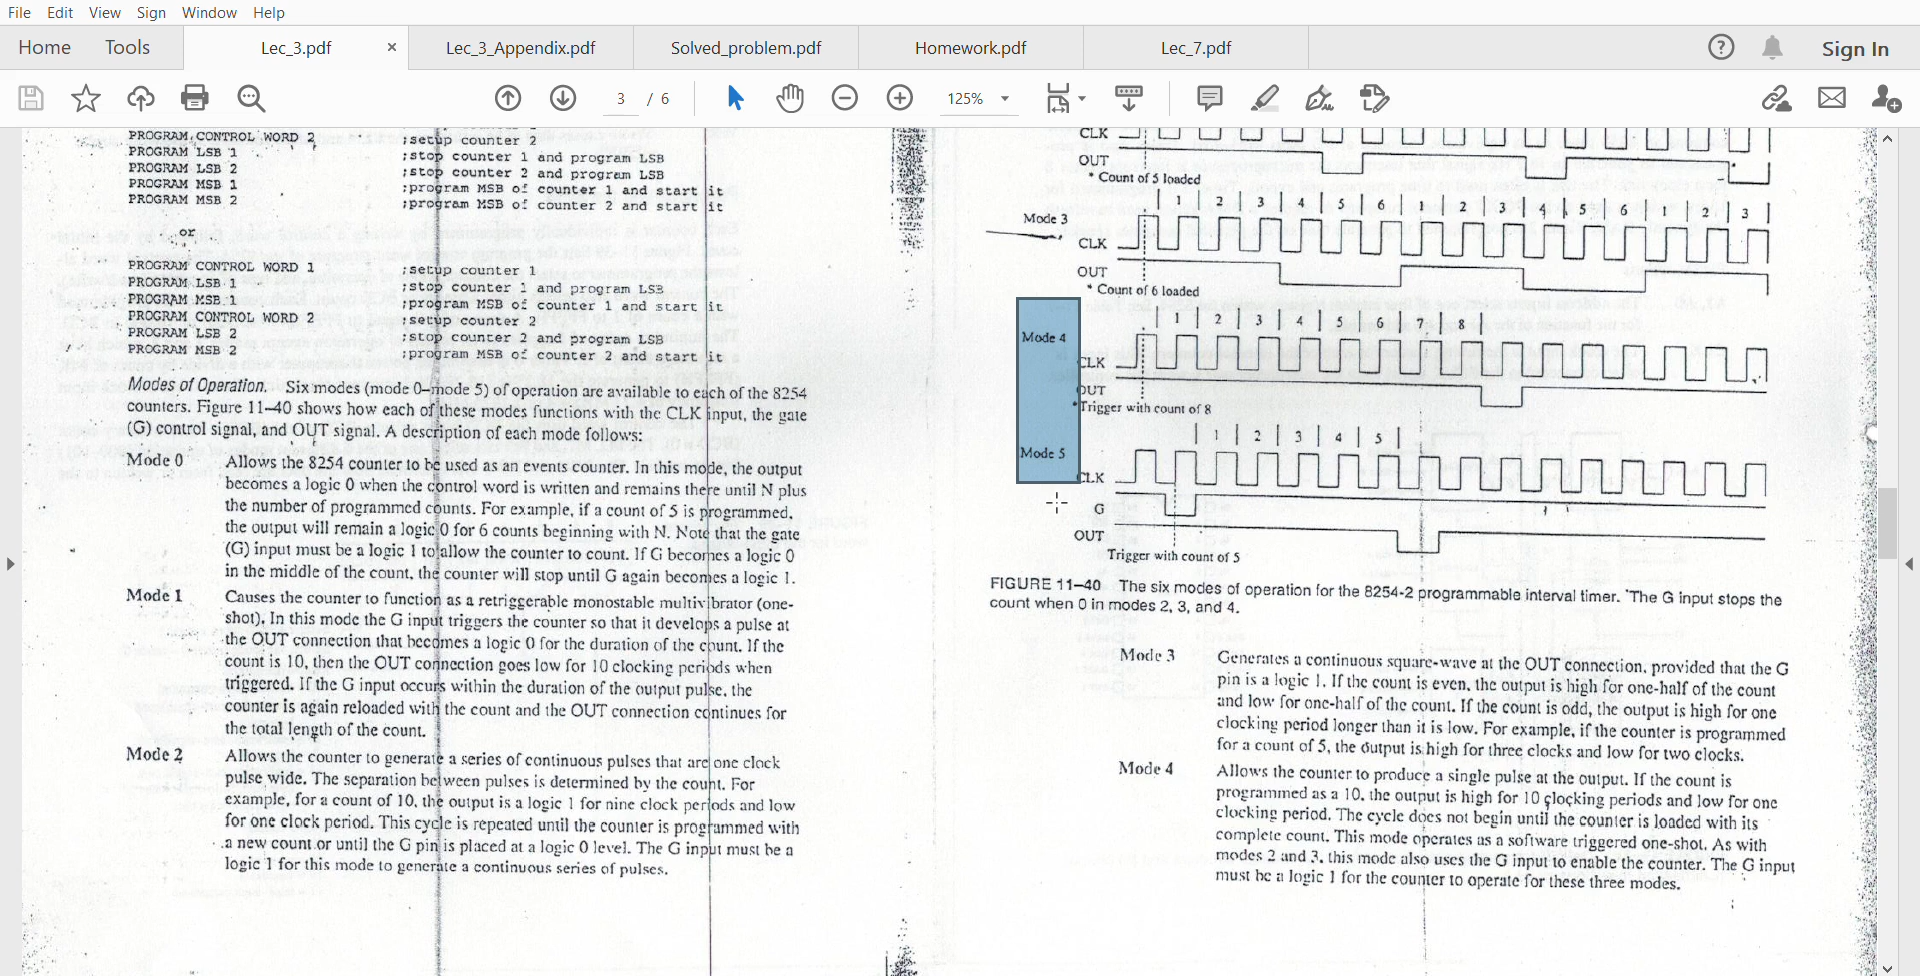 File Edit View Sign Window Help
Home Tools Lec_3.pdf × Lec_3_Appendix.pdf Solved_problem.pdf Homework.pdf Lec_7.pdf Sign In
3 / 6 125%
PROGRAM CONTROL WORD 2 ;setup counter 2
PROGRAM LSB 1 ;stop counter 1 and program LSB
PROGRAM LSB 2 ;stop counter 2 and program LSB
PROGRAM MSB 1 ;program MSB of counter 1 and start it
PROGRAM MSB 2 ;program MSB of counter 2 and start it
or
PROGRAM CONTROL WORD 1 ;setup counter 1
PROGRAM LSB 1 ;stop counter 1 and program LSB
PROGRAM MSB 1 ;program MSB of counter 1 and start it
PROGRAM CONTROL WORD 2 ;setup counter 2
PROGRAM LSB 2 ;stop counter 2 and program LSB
PROGRAM MSB 2 ;program MSB of counter 2 and start it
Modes of Operation. Six modes (mode 0–mode 5) of operation are available to each of the 8254
counters. Figure 11–40 shows how each of these modes functions with the CLK input, the gate
(G) control signal, and OUT signal. A description of each mode follows:
Mode 0 Allows the 8254 counter to be used as an events counter. In this mode, the output
becomes a logic 0 when the control word is written and remains there until N plus
the number of programmed counts. For example, if a count of 5 is programmed,
the output will remain a logic 0 for 6 counts beginning with N. Note that the gate
(G) input must be a logic 1 to allow the counter to count. If G becomes a logic 0
in the middle of the count, the counter will stop until G again becomes a logic 1.
Mode 1 Causes the counter to function as a retriggerable monostable multivibrator (one-
shot). In this mode the G input triggers the counter so that it develops a pulse at
the OUT connection that becomes a logic 0 for the duration of the count. If the
count is 10, then the OUT connection goes low for 10 clocking periods when
triggered. If the G input occurs within the duration of the output pulse, the
counter is again reloaded with the count and the OUT connection continues for
the total length of the count.
Mode 2 Allows the counter to generate a series of continuous pulses that are one clock
pulse wide. The separation between pulses is determined by the count. For
example, for a count of 10, the output is a logic 1 for nine clock periods and low
for one clock period. This cycle is repeated until the counter is programmed with
a new count or until the G pin is placed at a logic 0 level. The G input must be a
logic 1 for this mode to generate a continuous series of pulses.
CLK
OUT
* Count of 5 loaded
1 2 3 4 5 6 1 2 3 4 5 6 1 2 3
Mode 3
CLK
OUT
* Count of 6 loaded
1 2 3 4 5 6 7 8
Mode 4
CLK
OUT
*Trigger with count of 8
1 2 3 4 5
Mode 5
CLK
G
OUT
Trigger with count of 5
FIGURE 11–40 The six modes of operation for the 8254-2 programmable interval timer. *The G input stops the
count when 0 in modes 2, 3, and 4.
Mode 3 Generates a continuous square-wave at the OUT connection, provided that the G
pin is a logic 1. If the count is even, the output is high for one-half of the count
and low for one-half of the count. If the count is odd, the output is high for one
clocking period longer than it is low. For example, if the counter is programmed
for a count of 5, the output is high for three clocks and low for two clocks.
Mode 4 Allows the counter to produce a single pulse at the output. If the count is
programmed as a 10, the output is high for 10 clocking periods and low for one
clocking period. The cycle does not begin until the counter is loaded with its
complete count. This mode operates as a software triggered one-shot. As with
modes 2 and 3, this mode also uses the G input to enable the counter. The G input
must be a logic 1 for the counter to operate for these three modes.